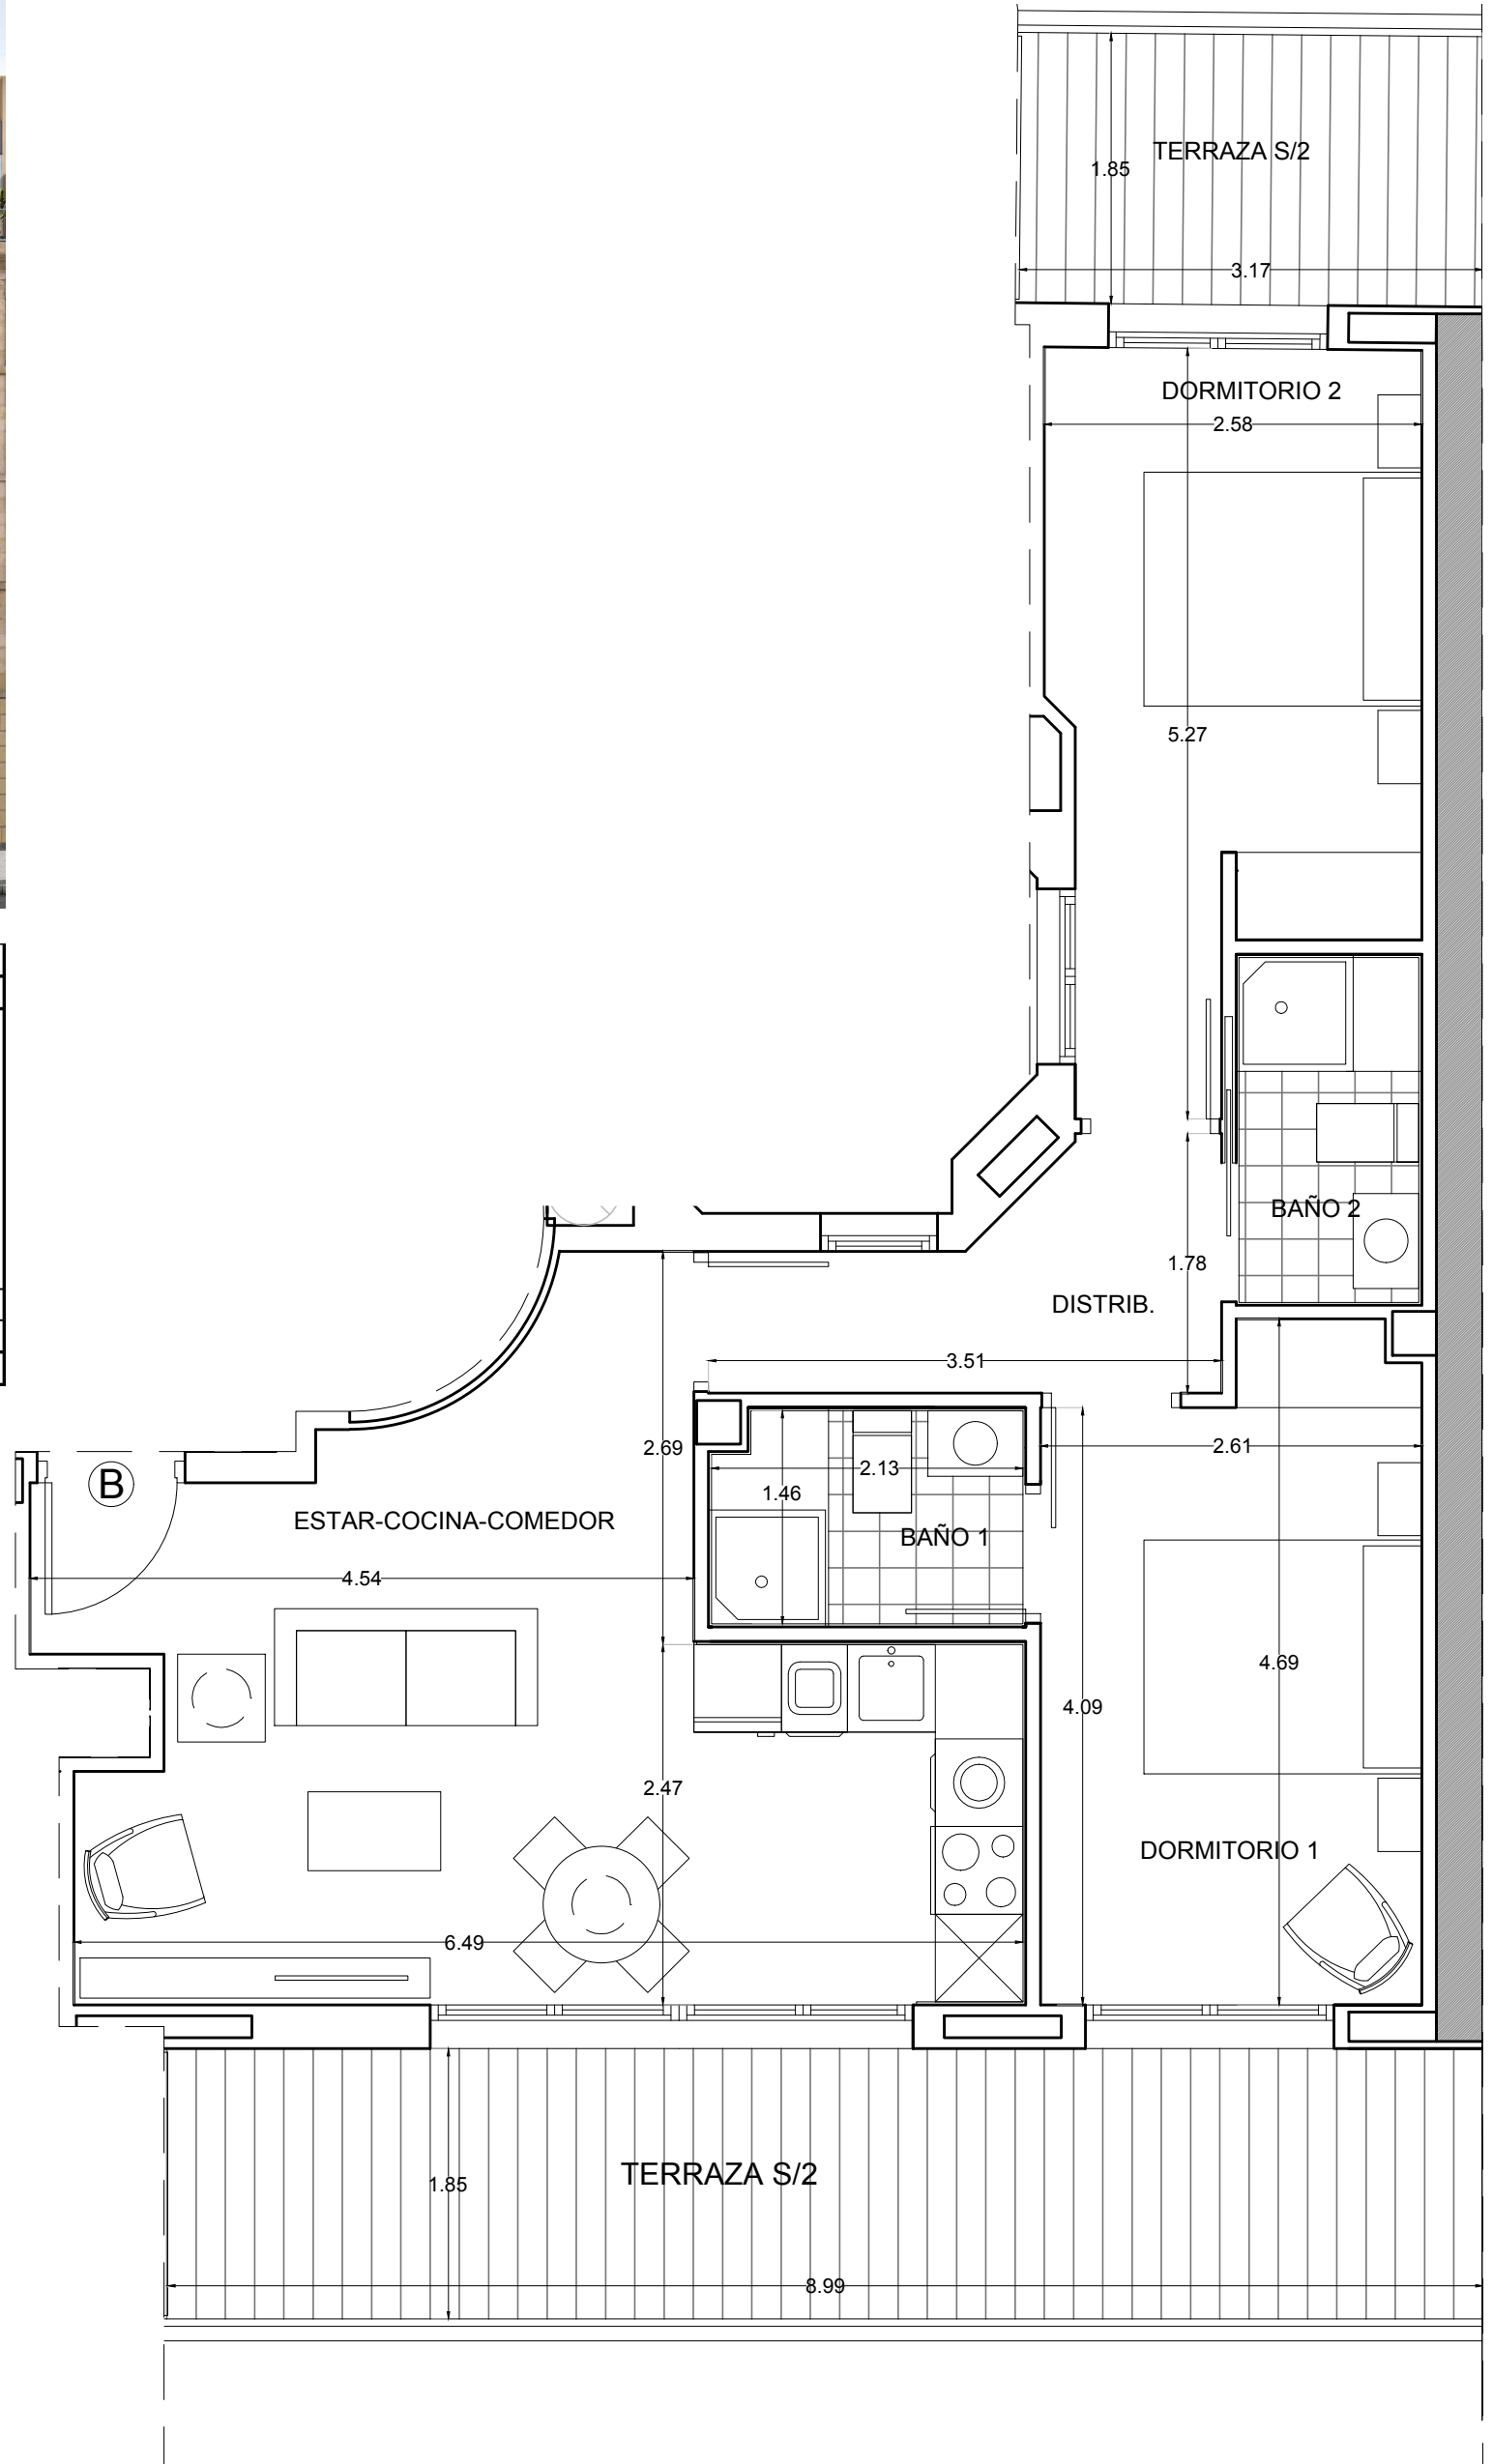 TERRAZA S/2
1.85
3.17
DORMITORIO 2
2.58
5.27
BAÑO 2
1.78
DISTRIB.
3.51
2.69
2.61
2.13
B
1.46
ESTAR-COCINA-COMEDOR
BAÑO 1
4.54
4.69
4.09
2.47
DORMITORIO 1
6.49
TERRAZA S/2
1.85
8.99